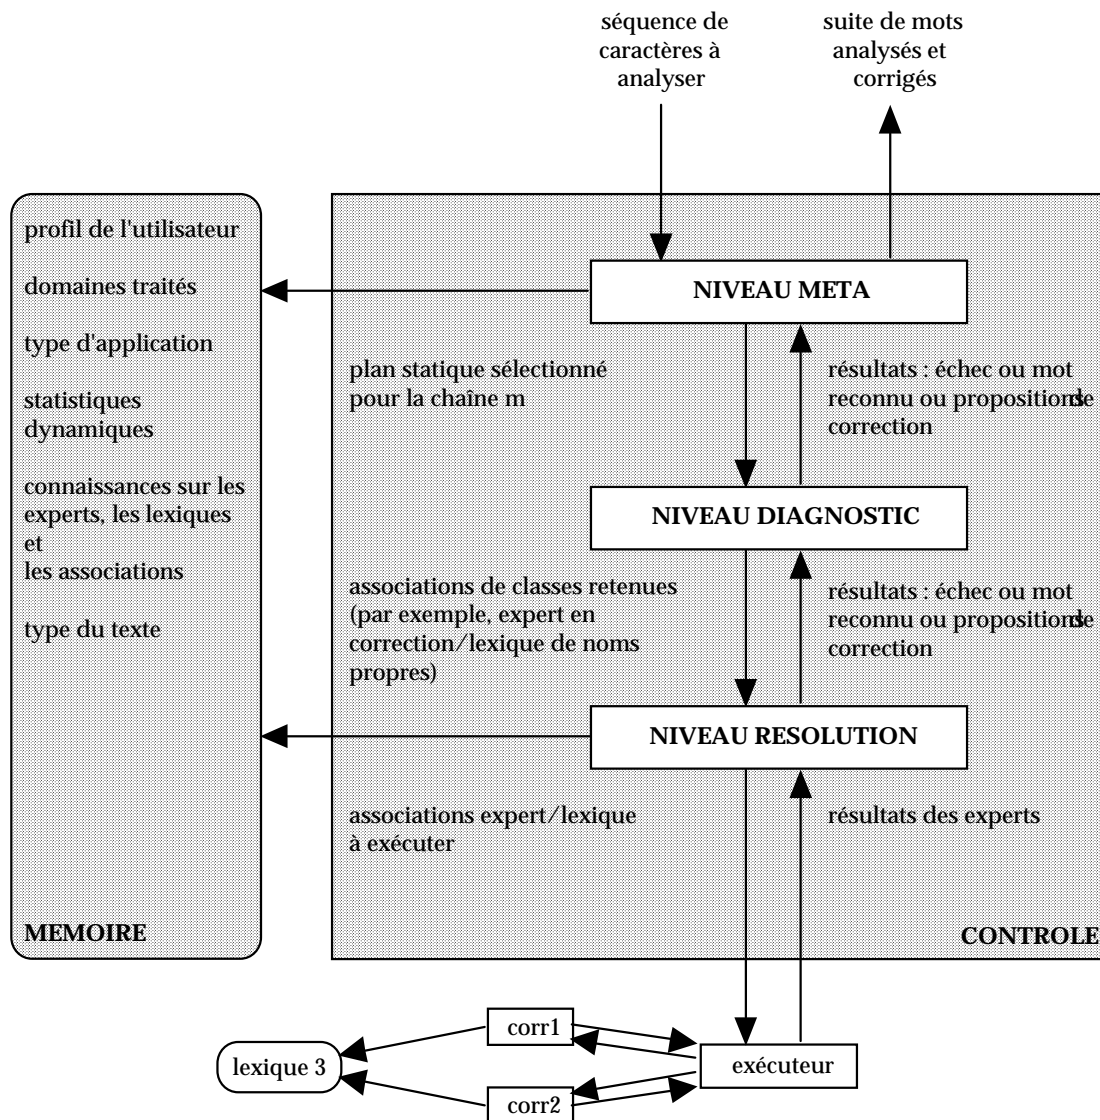 séquence de
caractères à
analyser
suite de mots
analysés et
corrigés
profil de l'utilisateur
domaines traités
type d'application
statistiques
dynamiques
connaissances sur les
experts, les lexiques
et
les associations
type du texte
MEMOIRE
NIVEAU META
plan statique sélectionné
pour la chaîne m
résultats : échec ou mot
reconnu ou propositions de
correction
NIVEAU DIAGNOSTIC
associations de classes retenues
(par exemple, expert en
correction/lexique de noms
propres)
résultats : échec ou mot
reconnu ou propositions de
correction
NIVEAU RESOLUTION
associations expert/lexique
à exécuter
résultats des experts
CONTROLE
corr1
lexique 3
exécuteur
corr2